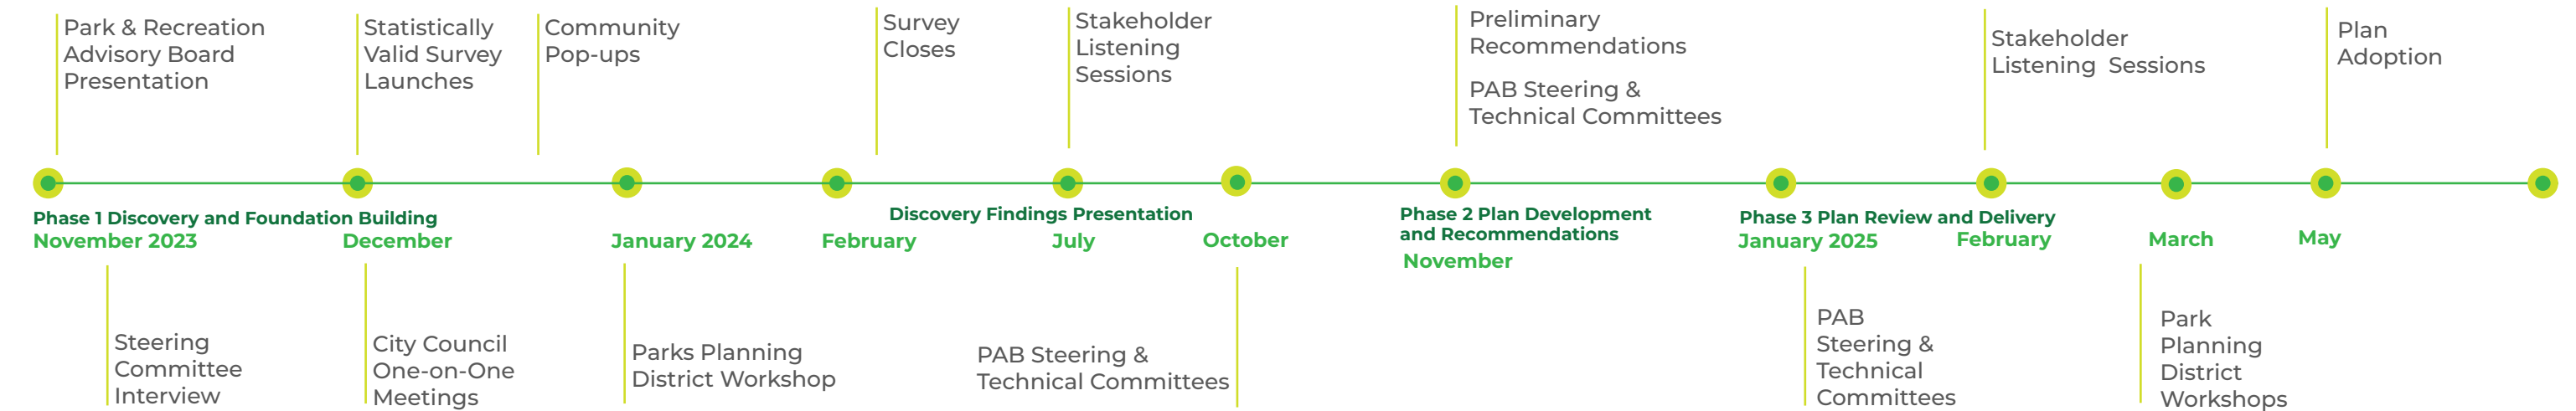 Park & Recreation
Advisory Board
Presentation
Statistically
Valid Survey
Launches
Community
Pop-ups
Survey
Closes
Stakeholder
Listening
Sessions
Preliminary
Recommendations
PAB Steering &
Technical Committees
Stakeholder
Listening  Sessions
Plan
Adoption
Phase 1 Discovery and Foundation Building
November 2023
December
January 2024
February
Discovery Findings Presentation
July
October
Phase 2 Plan Development
and Recommendations
November
Phase 3 Plan Review and Delivery
January 2025
February
March
May
Steering
Committee
Interview
City Council
One-on-One
Meetings
Parks Planning
District Workshop
PAB Steering &
Technical Committees
PAB
Steering &
Technical
Committees
Park
Planning
District
Workshops